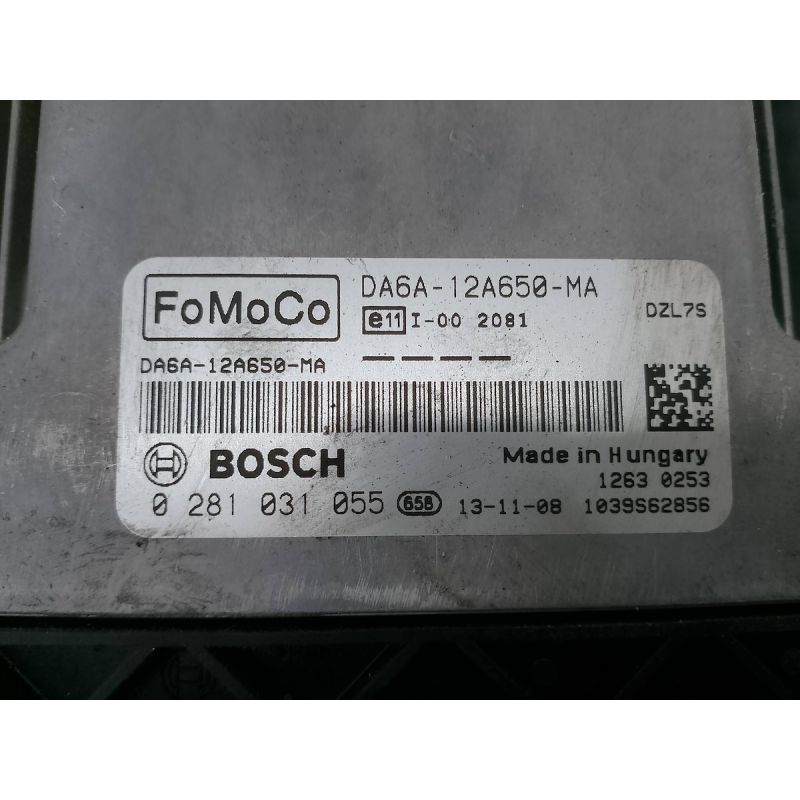 FoMoCo
DA6A-12A650-MA
e11 I-00 2081
DZL7S
DA6A-12A650-MA
BOSCH
Made in Hungary
1263 0253
0 281 031 055 658 13-11-08 1039S62856